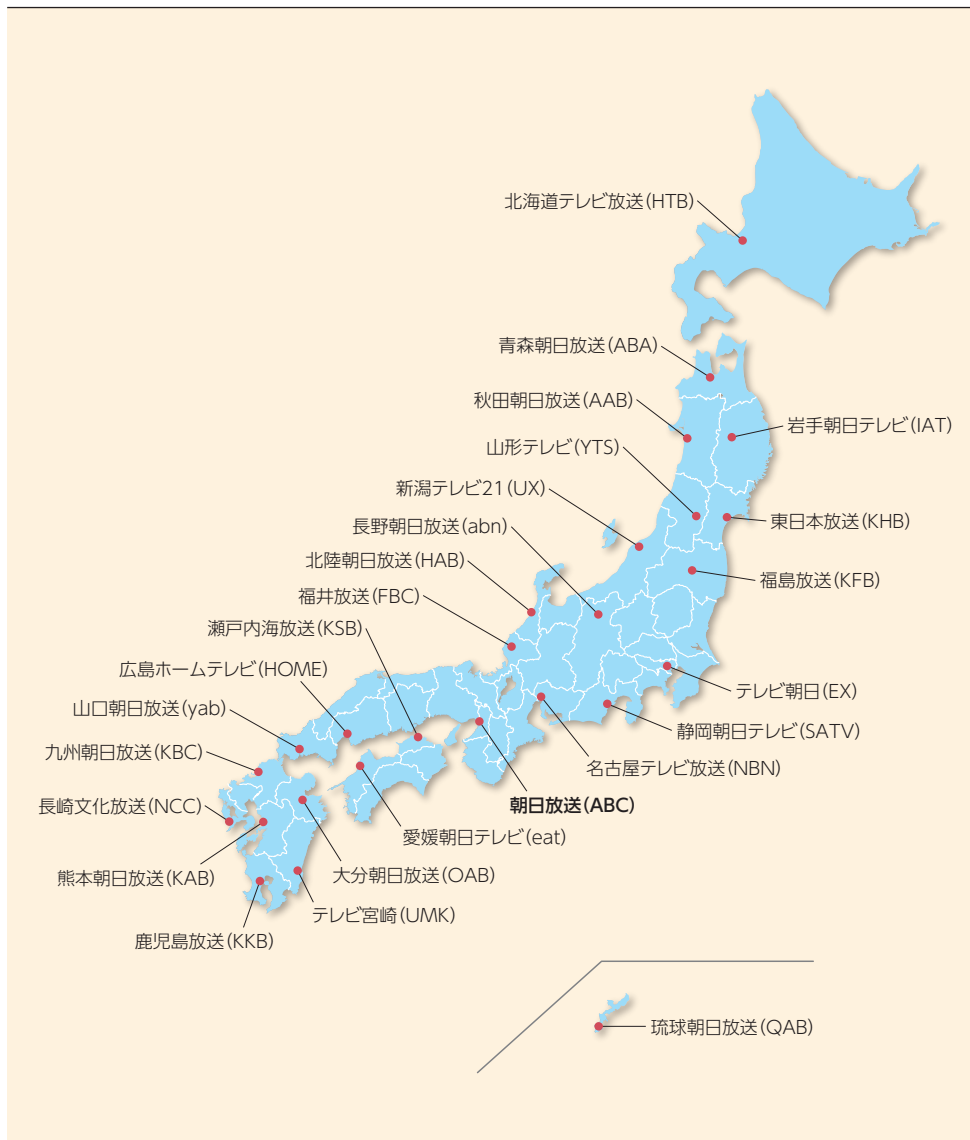 北海道テレビ放送(HTB)
青森朝日放送(ABA)
秋田朝日放送(AAB)
岩手朝日テレビ(IAT)
山形テレビ(YTS)
新潟テレビ21(UX)
東日本放送(KHB)
長野朝日放送(abn)
北陸朝日放送(HAB)
福島放送(KFB)
福井放送(FBC)
瀬戸内海放送(KSB)
広島ホームテレビ(HOME)
テレビ朝日(EX)
山口朝日放送(yab)
静岡朝日テレビ(SATV)
九州朝日放送(KBC)
名古屋テレビ放送(NBN)
長崎文化放送(NCC)
朝日放送(ABC)
愛媛朝日テレビ(eat)
熊本朝日放送(KAB)
大分朝日放送(OAB)
テレビ宮崎(UMK)
鹿児島放送(KKB)
琉球朝日放送(QAB)